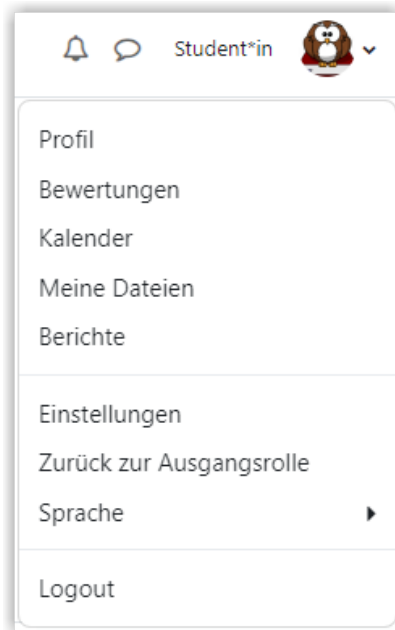 Student*in
Profil
Bewertungen
Kalender
Meine Dateien
Berichte
Einstellungen
Zurück zur Ausgangsrolle
Sprache
Logout